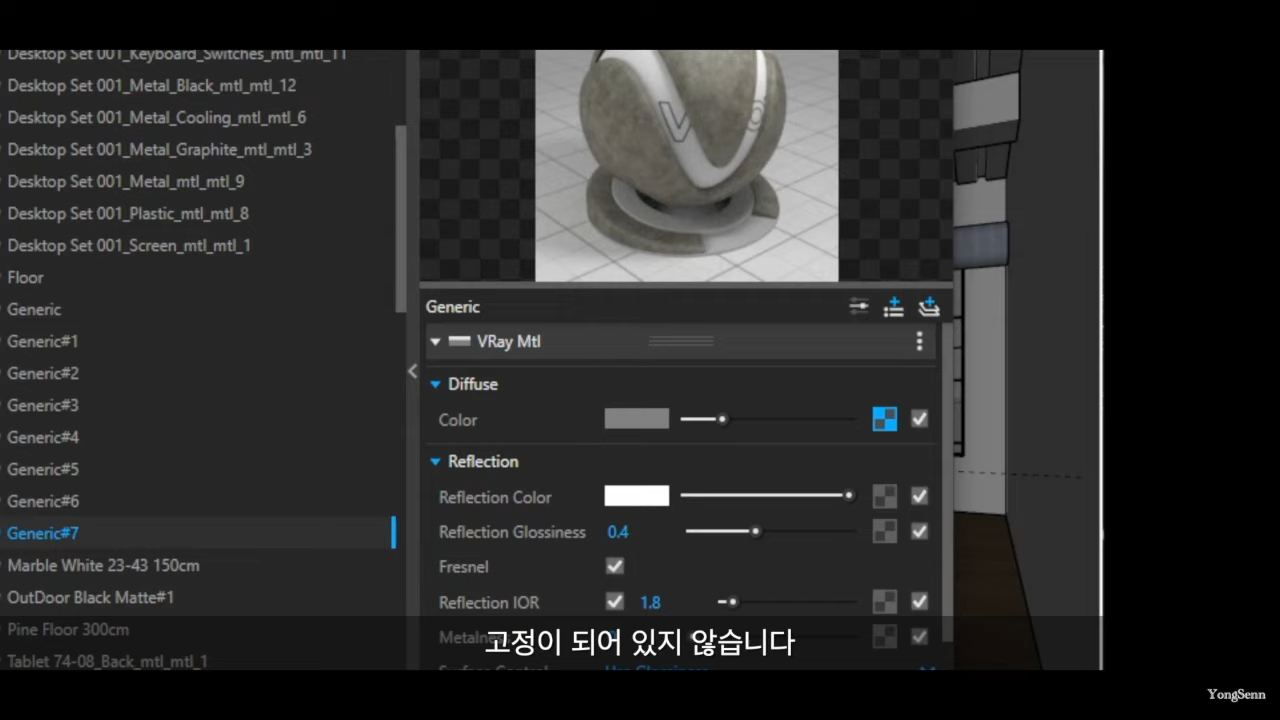 Desktop Set 001_Keyboard_Switches_mtl_mtl_11
Desktop Set 001_Metal_Black_mtl_mtl_12
Desktop Set 001_Metal_Cooling_mtl_mtl_6
Desktop Set 001_Metal_Graphite_mtl_mtl_3
Desktop Set 001_Metal_mtl_mtl_9
Desktop Set 001_Plastic_mtl_mtl_8
Desktop Set 001_Screen_mtl_mtl_1
Floor
Generic
Generic#1
Generic#2
Generic#3
Generic#4
Generic#5
Generic#6
Generic#7
Marble White 23-43 150cm
OutDoor Black Matte#1
Pine Floor 300cm
Tablet 74-08_Back_mtl_mtl_1
Generic
VRay Mtl
Diffuse
Color
Reflection
Reflection Color
Reflection Glossiness 0.4
Fresnel
Reflection IOR 1.8
고정이 되어 있지 않습니다
YongSenn